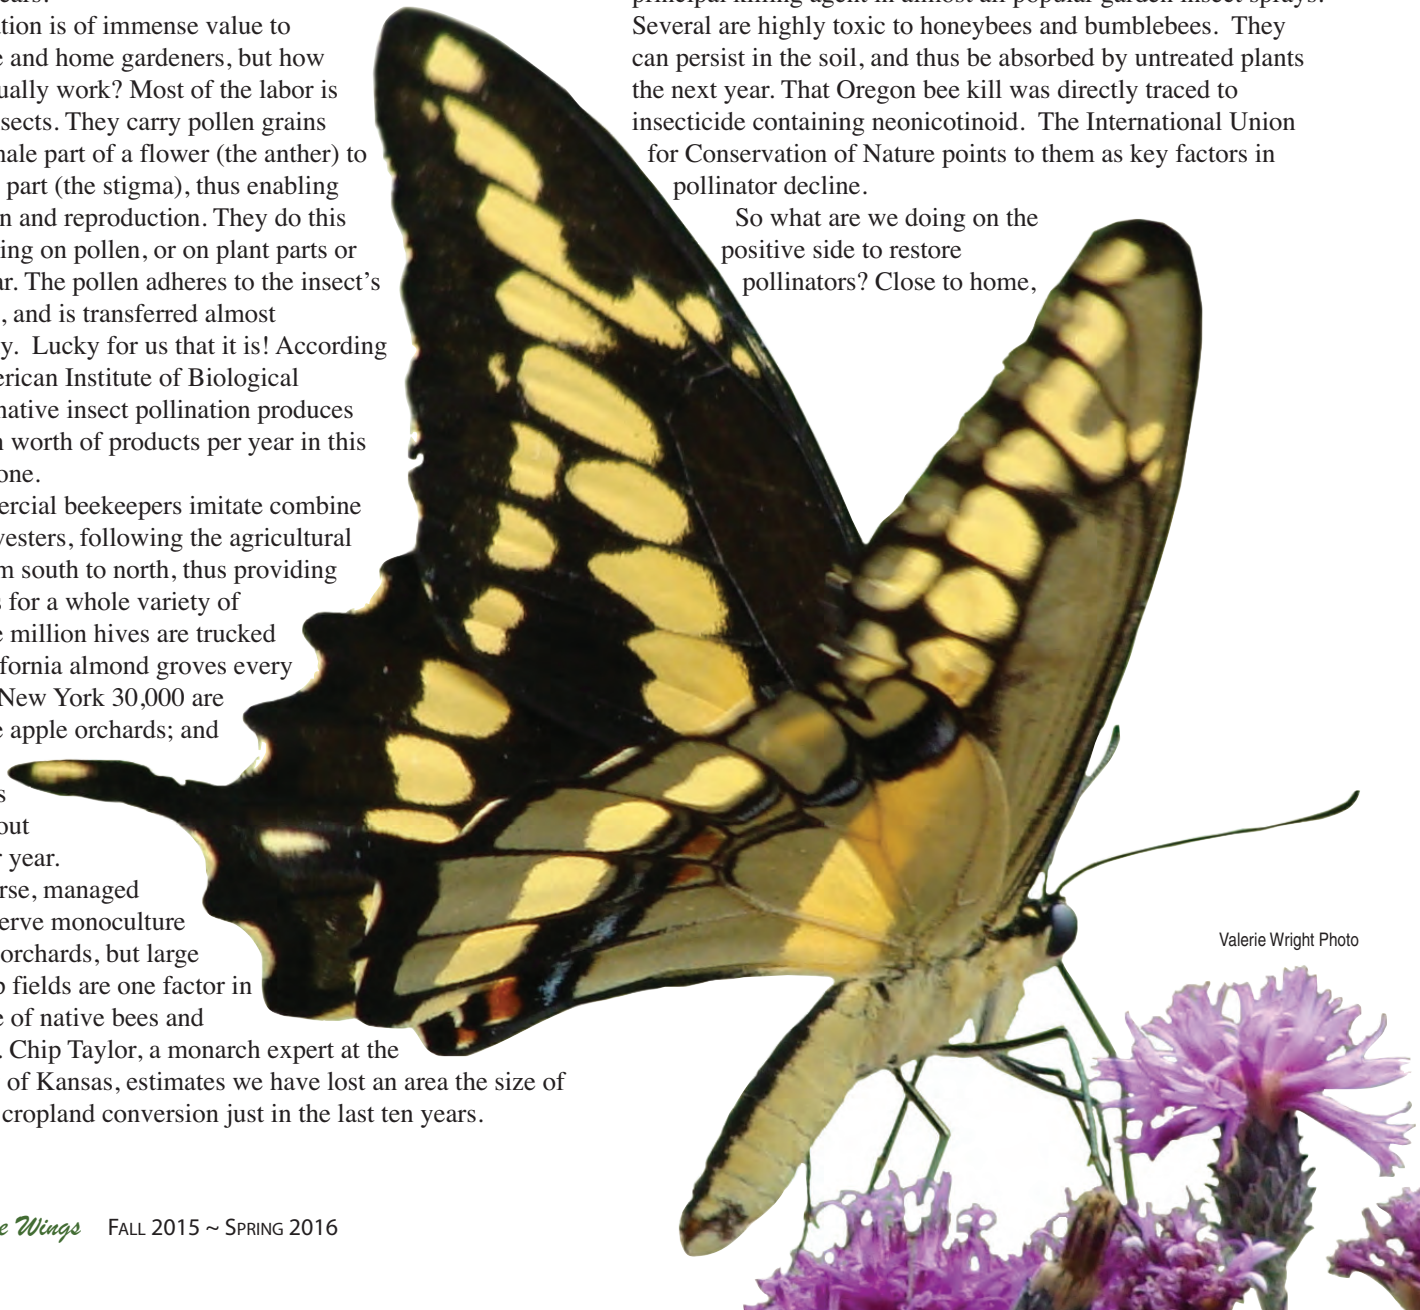 tion is of immense value to
and home gardeners, but how
ually work? Most of the labor is
sects. They carry pollen grains
part of a flower (the anther) to
part (the stigma), thus enabling
n and reproduction. They do this
ing on pollen, or on plant parts or
ar. The pollen adheres to the insect's
, and is transferred almost
y. Lucky for us that it is! According
erican Institute of Biological
native insect pollination produces
worth of products per year in this
one.
ercial beekeepers imitate combine
vesters, following the agricultural
m south to north, thus providing
s for a whole variety of
e million hives are trucked
ifornia almond groves every
New York 30,000 are
e apple orchards; and
s
out
r year.
rse, managed
erve monoculture
orchards, but large
p fields are one factor in
e of native bees and
. Chip Taylor, a monarch expert at the
of Kansas, estimates we have lost an area the size of
cropland conversion just in the last ten years.
principal killing agent in almost all popular garden insect sprays.
Several are highly toxic to honeybees and bumblebees. They
can persist in the soil, and thus be absorbed by untreated plants
the next year. That Oregon bee kill was directly traced to
insecticide containing neonicotinoid. The International Union
for Conservation of Nature points to them as key factors in
pollinator decline.
So what are we doing on the
positive side to restore
pollinators? Close to home,
Valerie Wright Photo
e Wings FALL 2015 ~ SPRING 2016